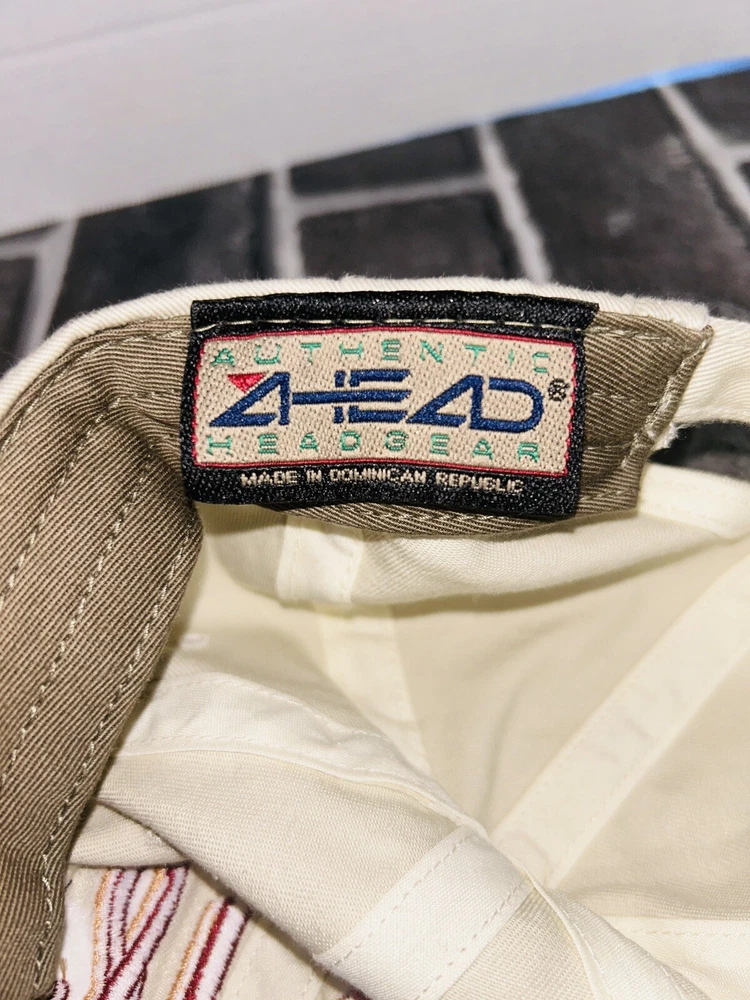 AUTHENTIC
AHEAD®
HEADGEAR
MADE IN DOMINICAN REPUBLIC